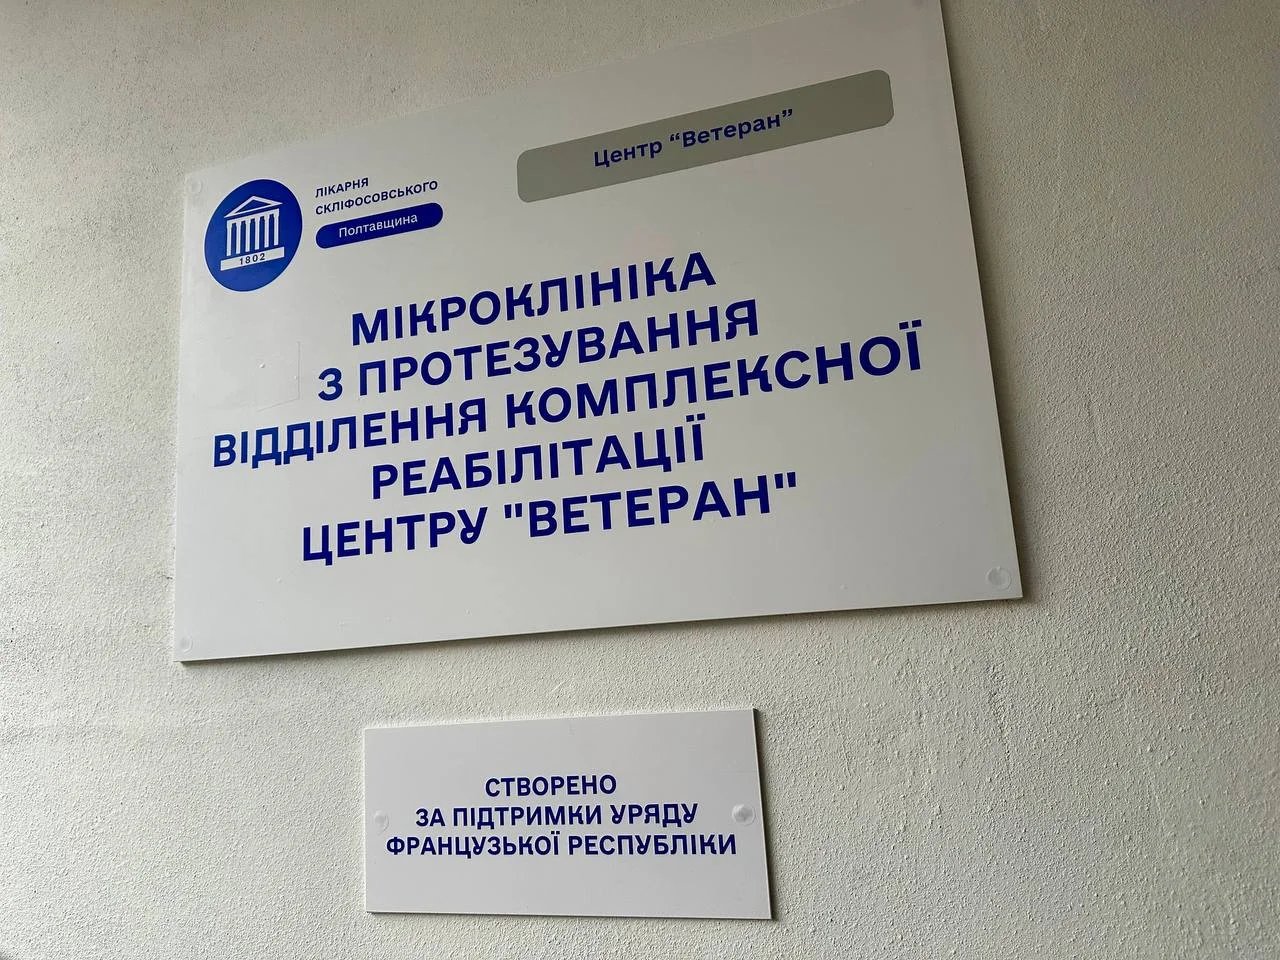 ЛІКАРНЯ
СКЛІФОСОВСЬКОГО
Полтавщина
1802
Центр “Ветеран”
МІКРОКЛІНІКА
З ПРОТЕЗУВАННЯ
ВІДДІЛЕННЯ КОМПЛЕКСНОЇ
РЕАБІЛІТАЦІЇ
ЦЕНТРУ "ВЕТЕРАН"
СТВОРЕНО
ЗА ПІДТРИМКИ УРЯДУ
ФРАНЦУЗЬКОЇ РЕСПУБЛІКИ